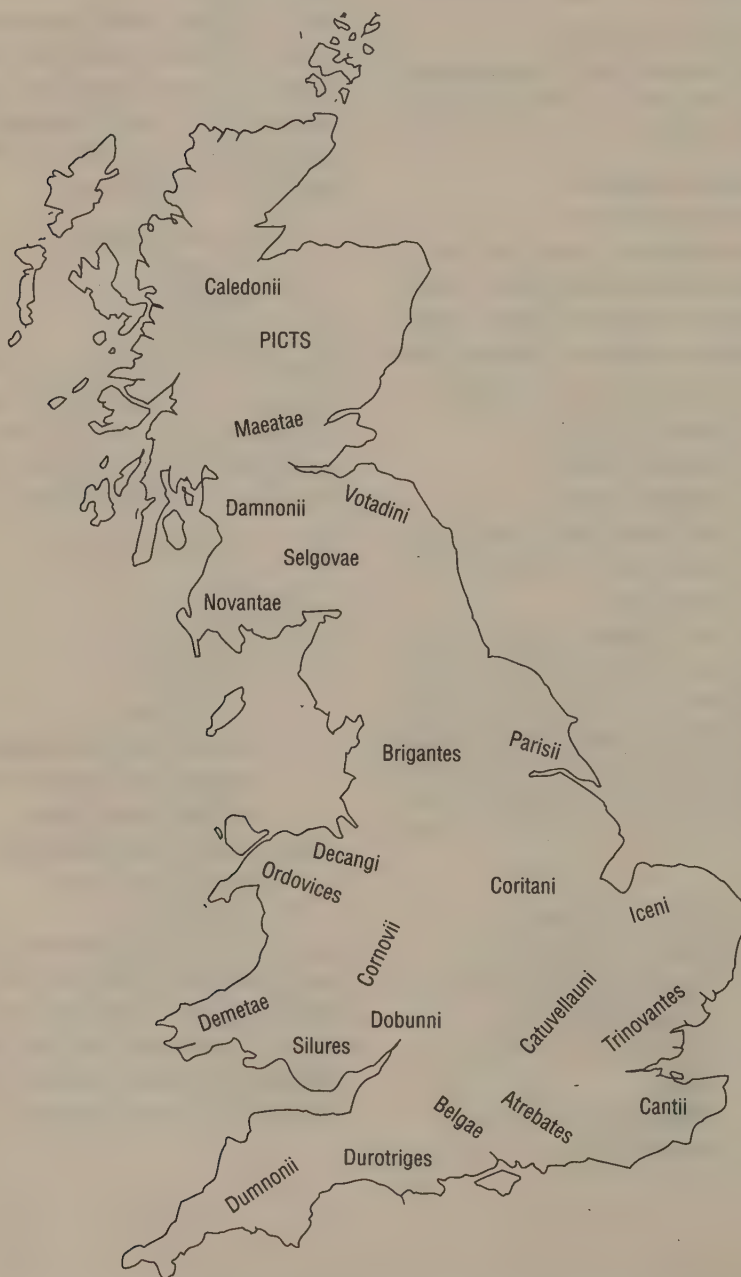 Caledonii
PICTS
Maeatae
Votadini
Damnonii
Selgovae
Novantae
Parisii
Brigantes
Decangi
Ordovices
Coritani
Iceni
Cornovii
Catuvellauni
Trinovantes
Demetae
Dobunni
Silures
Belgae
Atrebates
Cantii
Durotriges
Dumnonii